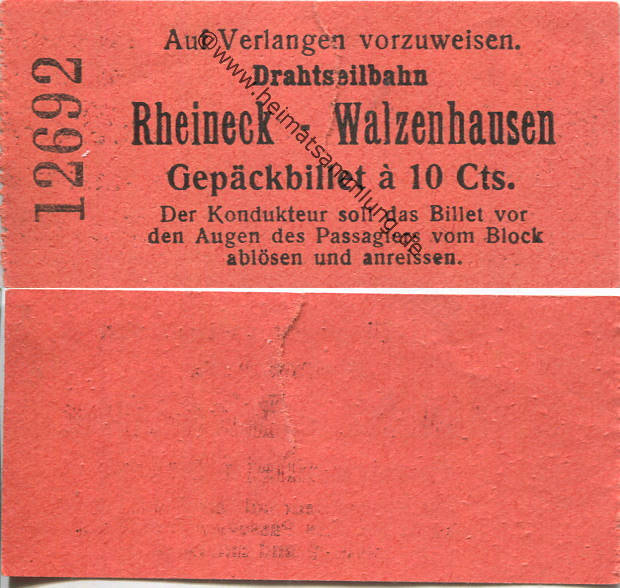 12692
Auf Verlangen vorzuweisen.
Drahtseilbahn
Rheineck - Walzenhausen
Gepäckbillet à 10 Cts.
Der Kondukteur soll das Billet vor
den Augen des Passagiers vom Block
ablösen und anreissen.
©www.heimatsammlung.de